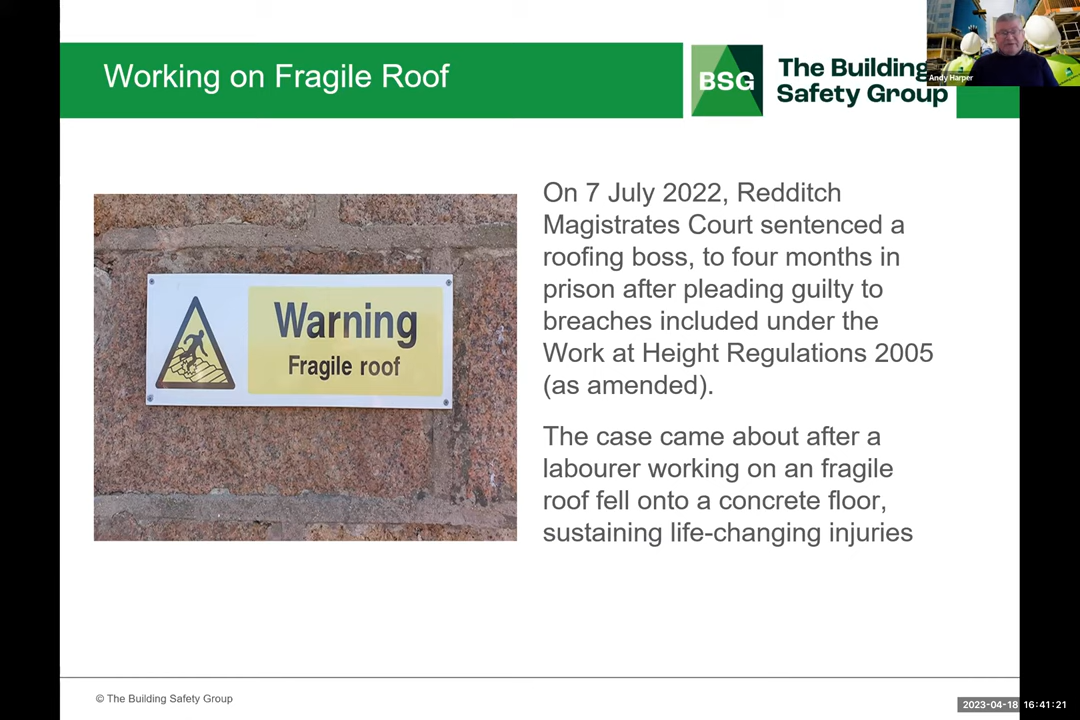 Working on Fragile Roof
BSG
The Building
Safety Group
Andy Harper
Warning
Fragile roof
On 7 July 2022, Redditch
Magistrates Court sentenced a
roofing boss, to four months in
prison after pleading guilty to
breaches included under the
Work at Height Regulations 2005
(as amended).
The case came about after a
labourer working on an fragile
roof fell onto a concrete floor,
sustaining life-changing injuries
© The Building Safety Group
2023-04-18 16:41:21